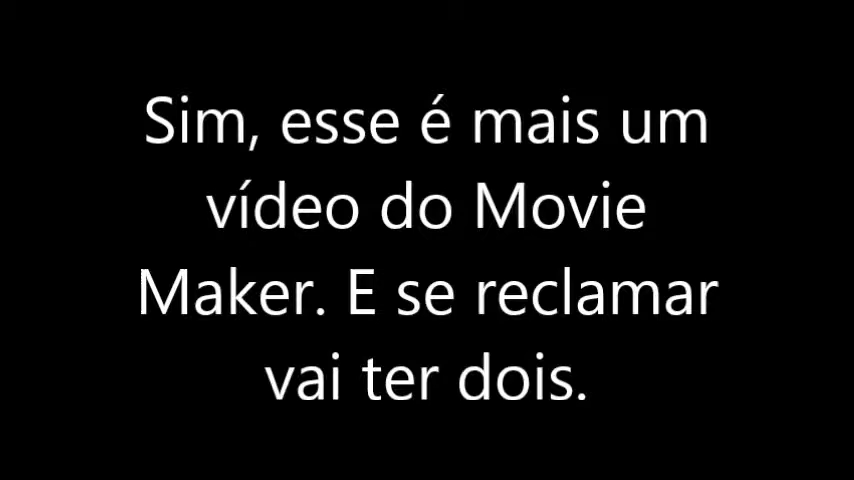 Sim, esse é mais um
vídeo do Movie
Maker. E se reclamar
vai ter dois.